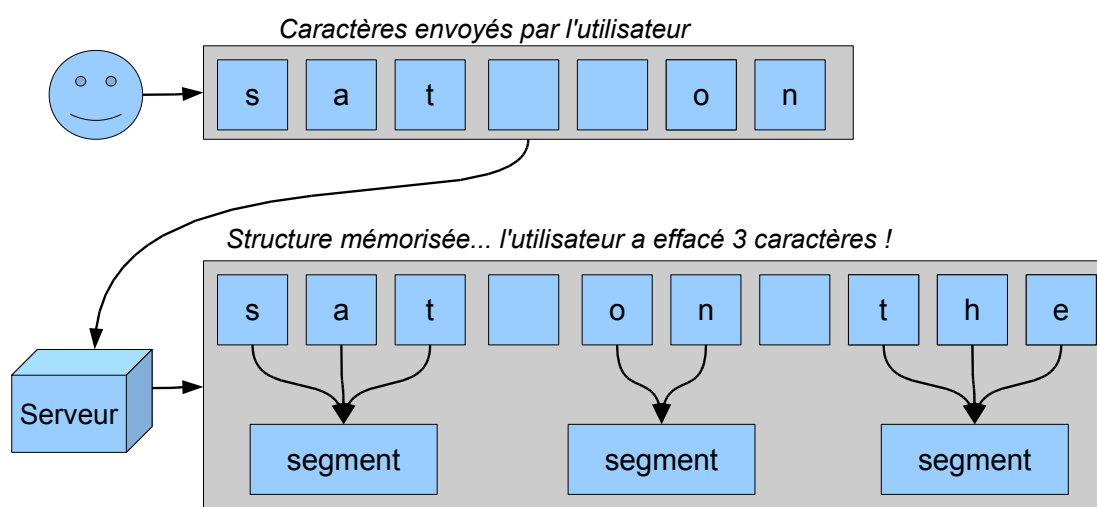 Caractères envoyés par l'utilisateur
s a t o n
Structure mémorisée... l'utilisateur a effacé 3 caractères !
s a t o n t h e
Serveur
segment segment segment